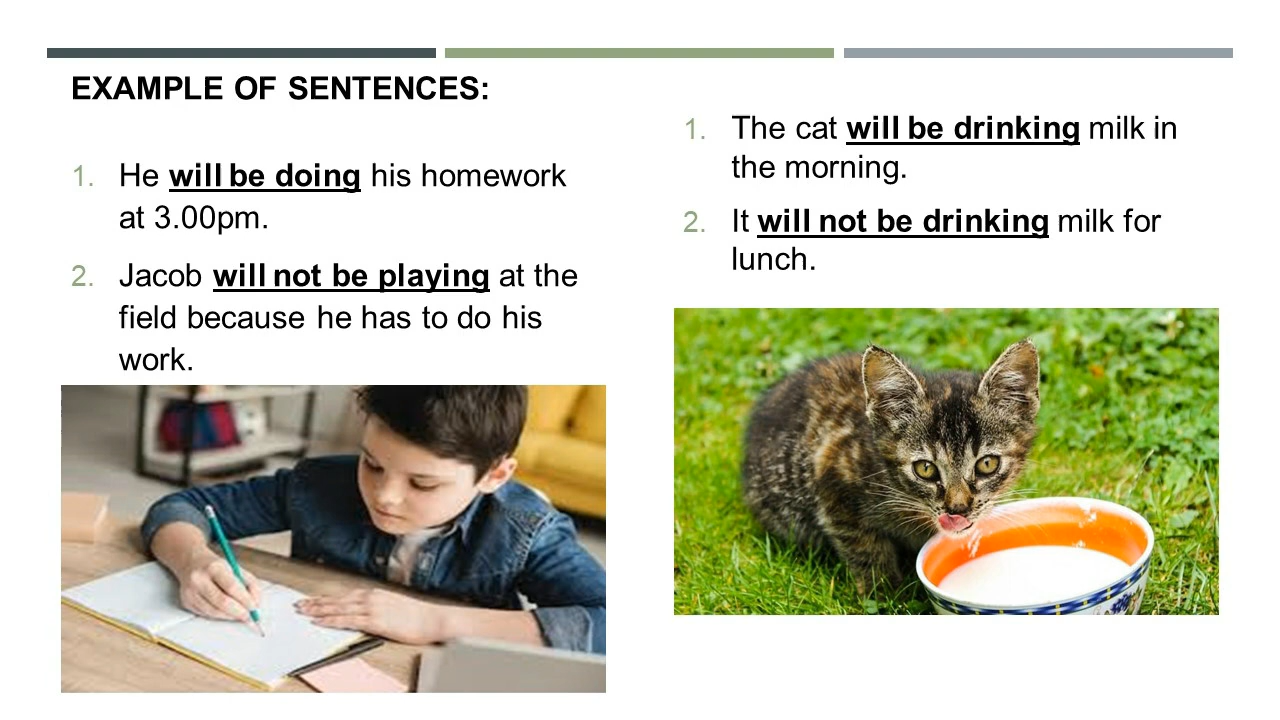 EXAMPLE OF SENTENCES:
1. He will be doing his homework
at 3.00pm.
2. Jacob will not be playing at the
field because he has to do his
work.
1. The cat will be drinking milk in
the morning.
2. It will not be drinking milk for
lunch.